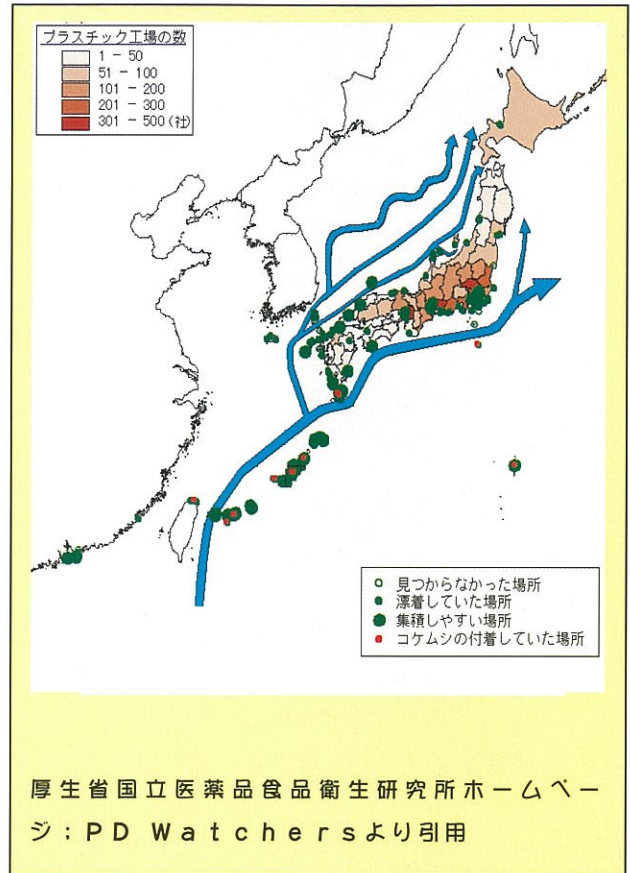 プラスチック工場の数
1 - 50
51 - 100
101 - 200
201 - 300
301 - 500(社)
見つからなかった場所
漂着していた場所
集積しやすい場所
コケムシの付着していた場所
厚生省国立医薬品食品衛生研究所ホームペー
ジ；PD Watchersより引用